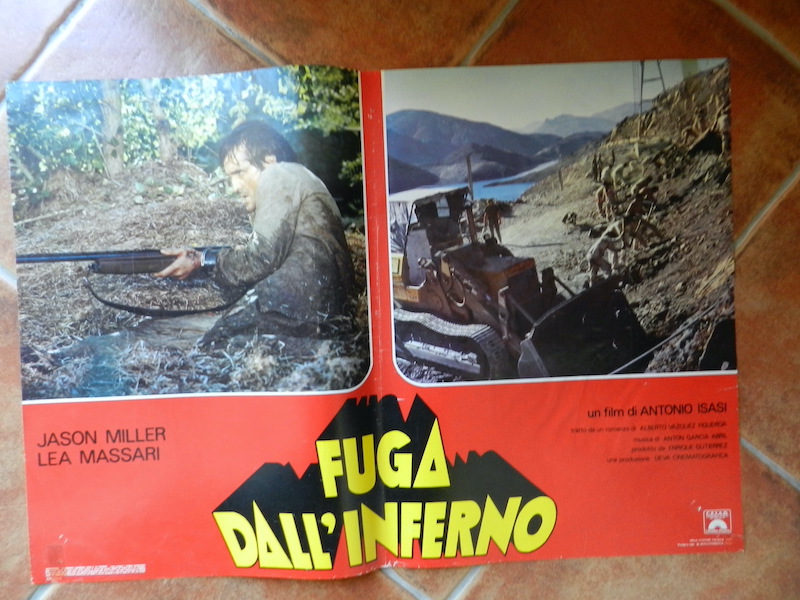 JASON MILLER
LEA MASSARI
FUGA
DALL'INFERNO
un film di ANTONIO ISASI
tratto da un romanzo di ALBERTO VAZQUEZ FIGUEROA
musica di ANTON GARCIA ABRIL
prodotto da ENRIQUE GUTIERREZ
una produzione DEVA CINEMATOGRAFICA